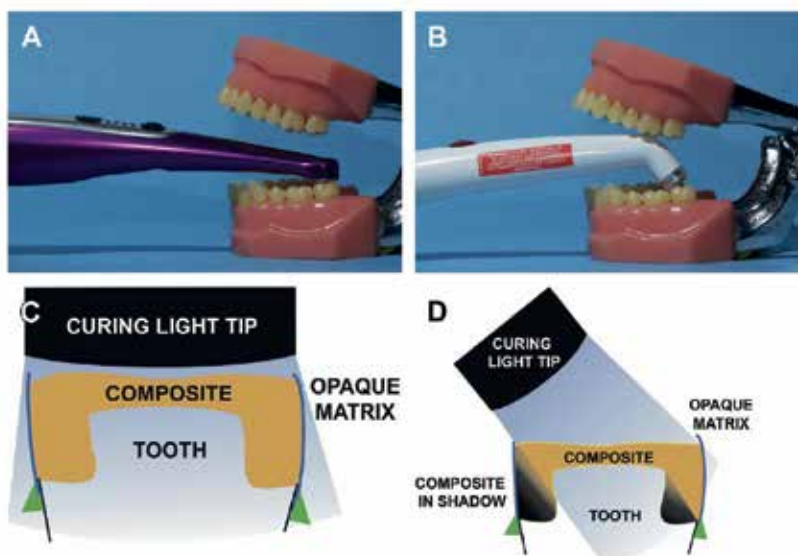 A
B
C
CURING LIGHT TIP
COMPOSITE
OPAQUE
MATRIX
TOOTH
D
CURING
LIGHT TIP
OPAQUE
MATRIX
COMPOSITE
COMPOSITE
IN SHADOW
TOOTH